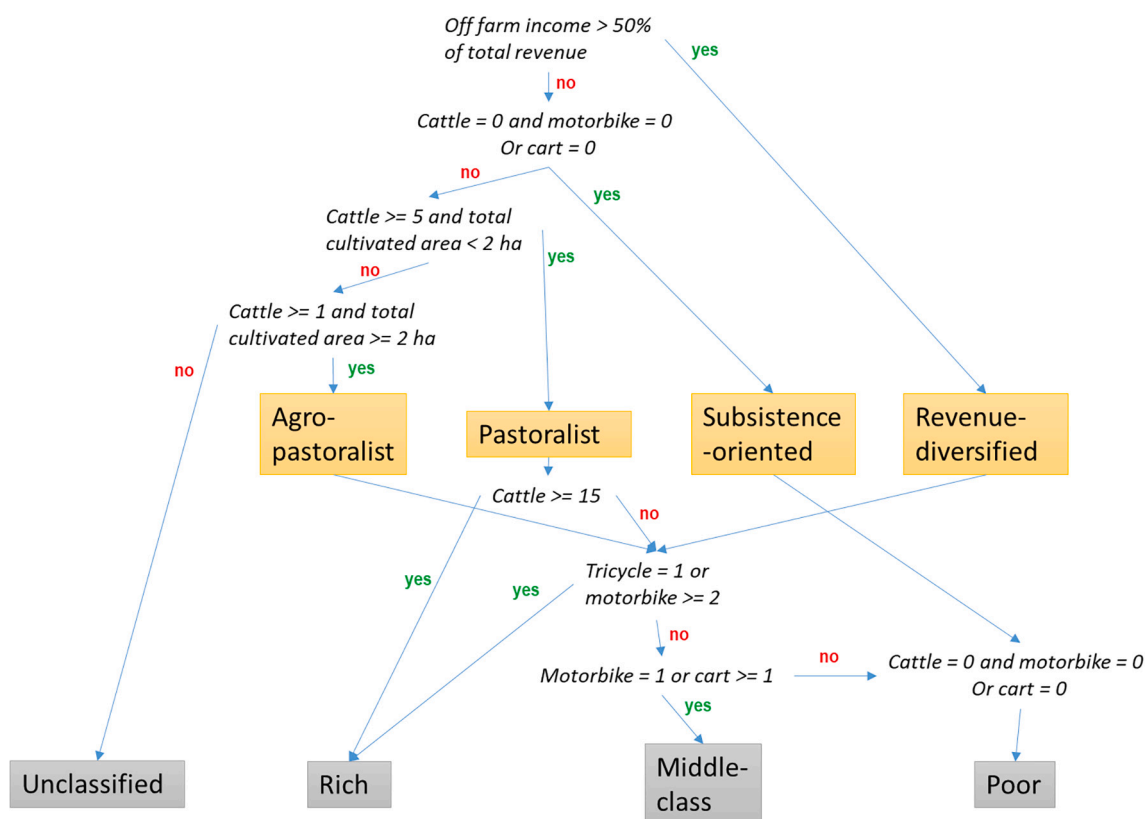 Off farm income > 50%
of total revenue
yes
no
Cattle = 0 and motorbike = 0
Or cart = 0
no
yes
Cattle >= 5 and total
cultivated area < 2 ha
yes
no
Cattle >= 1 and total
cultivated area >= 2 ha
no
yes
Agro-
pastoralist
Pastoralist
Subsistence
-oriented
Revenue-
diversified
Cattle >= 15
no
yes
Tricycle = 1 or
motorbike >= 2
yes
no
Motorbike = 1 or cart >= 1
no
Cattle = 0 and motorbike = 0
Or cart = 0
yes
Unclassified
Rich
Middle-
class
Poor